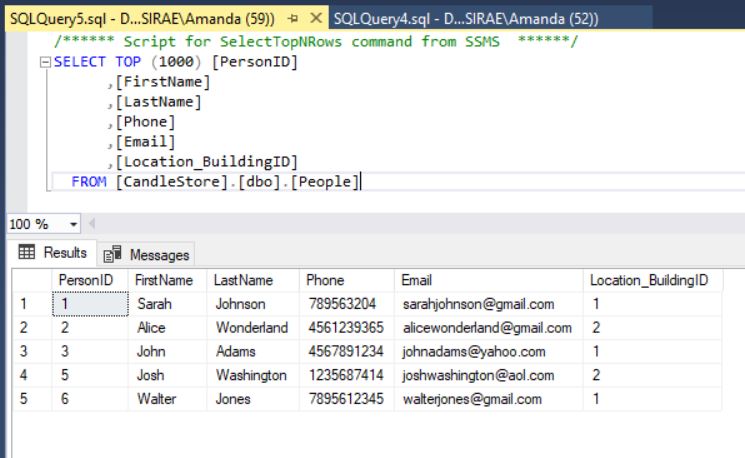 SQLQuery5.sql - D...SIRAE\Amanda (59)) SQLQuery4.sql - D...SIRAE\Amanda (52))
/****** Script for SelectTopNRows command from SSMS ******/
SELECT TOP (1000) [PersonID]
,[FirstName]
,[LastName]
,[Phone]
,[Email]
,[Location_BuildingID]
FROM [CandleStore].[dbo].[People]
100 %
Results Messages
PersonID FirstName LastName Phone Email Location_BuildingID
1 1 Sarah Johnson 789563204 sarahjohnson@gmail.com 1
2 2 Alice Wonderland 4561239365 alicewonderland@gmail.com 2
3 3 John Adams 4567891234 johnadams@yahoo.com 1
4 5 Josh Washington 1235687414 joshwashington@aol.com 2
5 6 Walter Jones 7895612345 walterjones@gmail.com 1